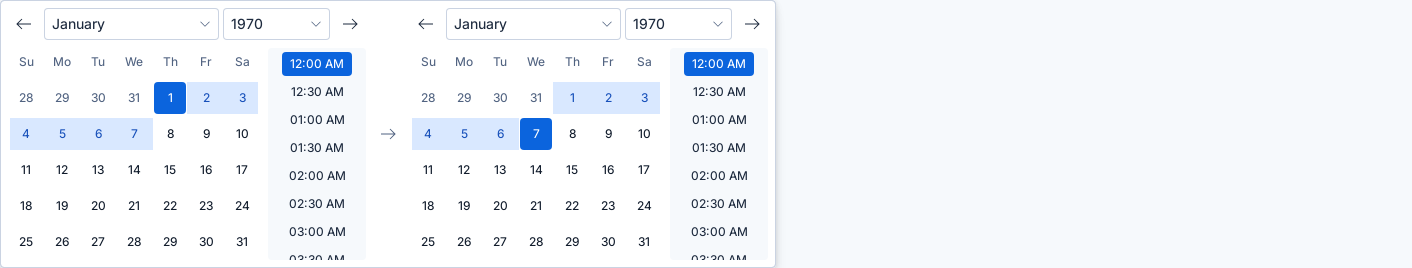 January 1970 January 1970
Su Mo Tu We Th Fr Sa 12:00 AM Su Mo Tu We Th Fr Sa 12:00 AM
28 29 30 31 1 2 3 12:30 AM 28 29 30 31 1 2 3 12:30 AM
01:00 AM 01:00 AM
4 5 6 7 8 9 10 01:30 AM 4 5 6 7 8 9 10 01:30 AM
11 12 13 14 15 16 17 02:00 AM 11 12 13 14 15 16 17 02:00 AM
18 19 20 21 22 23 24 02:30 AM 18 19 20 21 22 23 24 02:30 AM
25 26 27 28 29 30 31 03:00 AM 25 26 27 28 29 30 31 03:00 AM
03:30 AM 03:30 AM